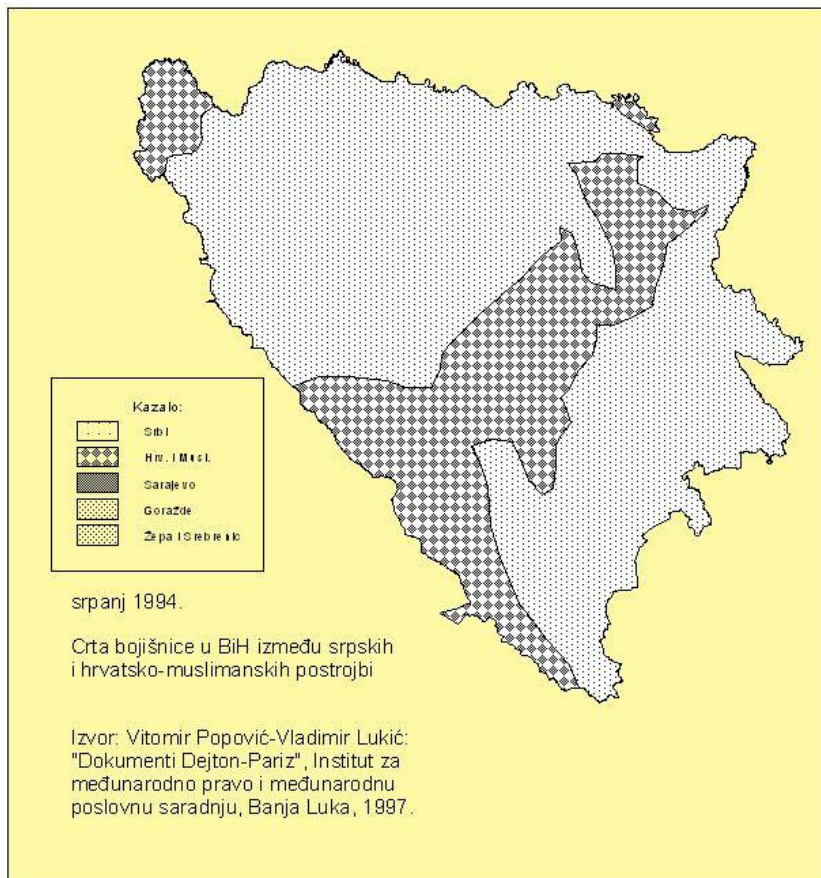 Kazalo:
Srbi
Hrv. i Musl.
Sarajevo
Goražde
Žepa i Srebrenic
srpanj 1994.
Crta bojišnice u BiH između srpskih
i hrvatsko-muslimanskih postrojbi
Izvor: Vitomir Popović-Vladimir Lukić:
"Dokumenti Dejton-Pariz", Institut za
međunarodno pravo i međunarodnu
poslovnu saradnju, Banja Luka, 1997.